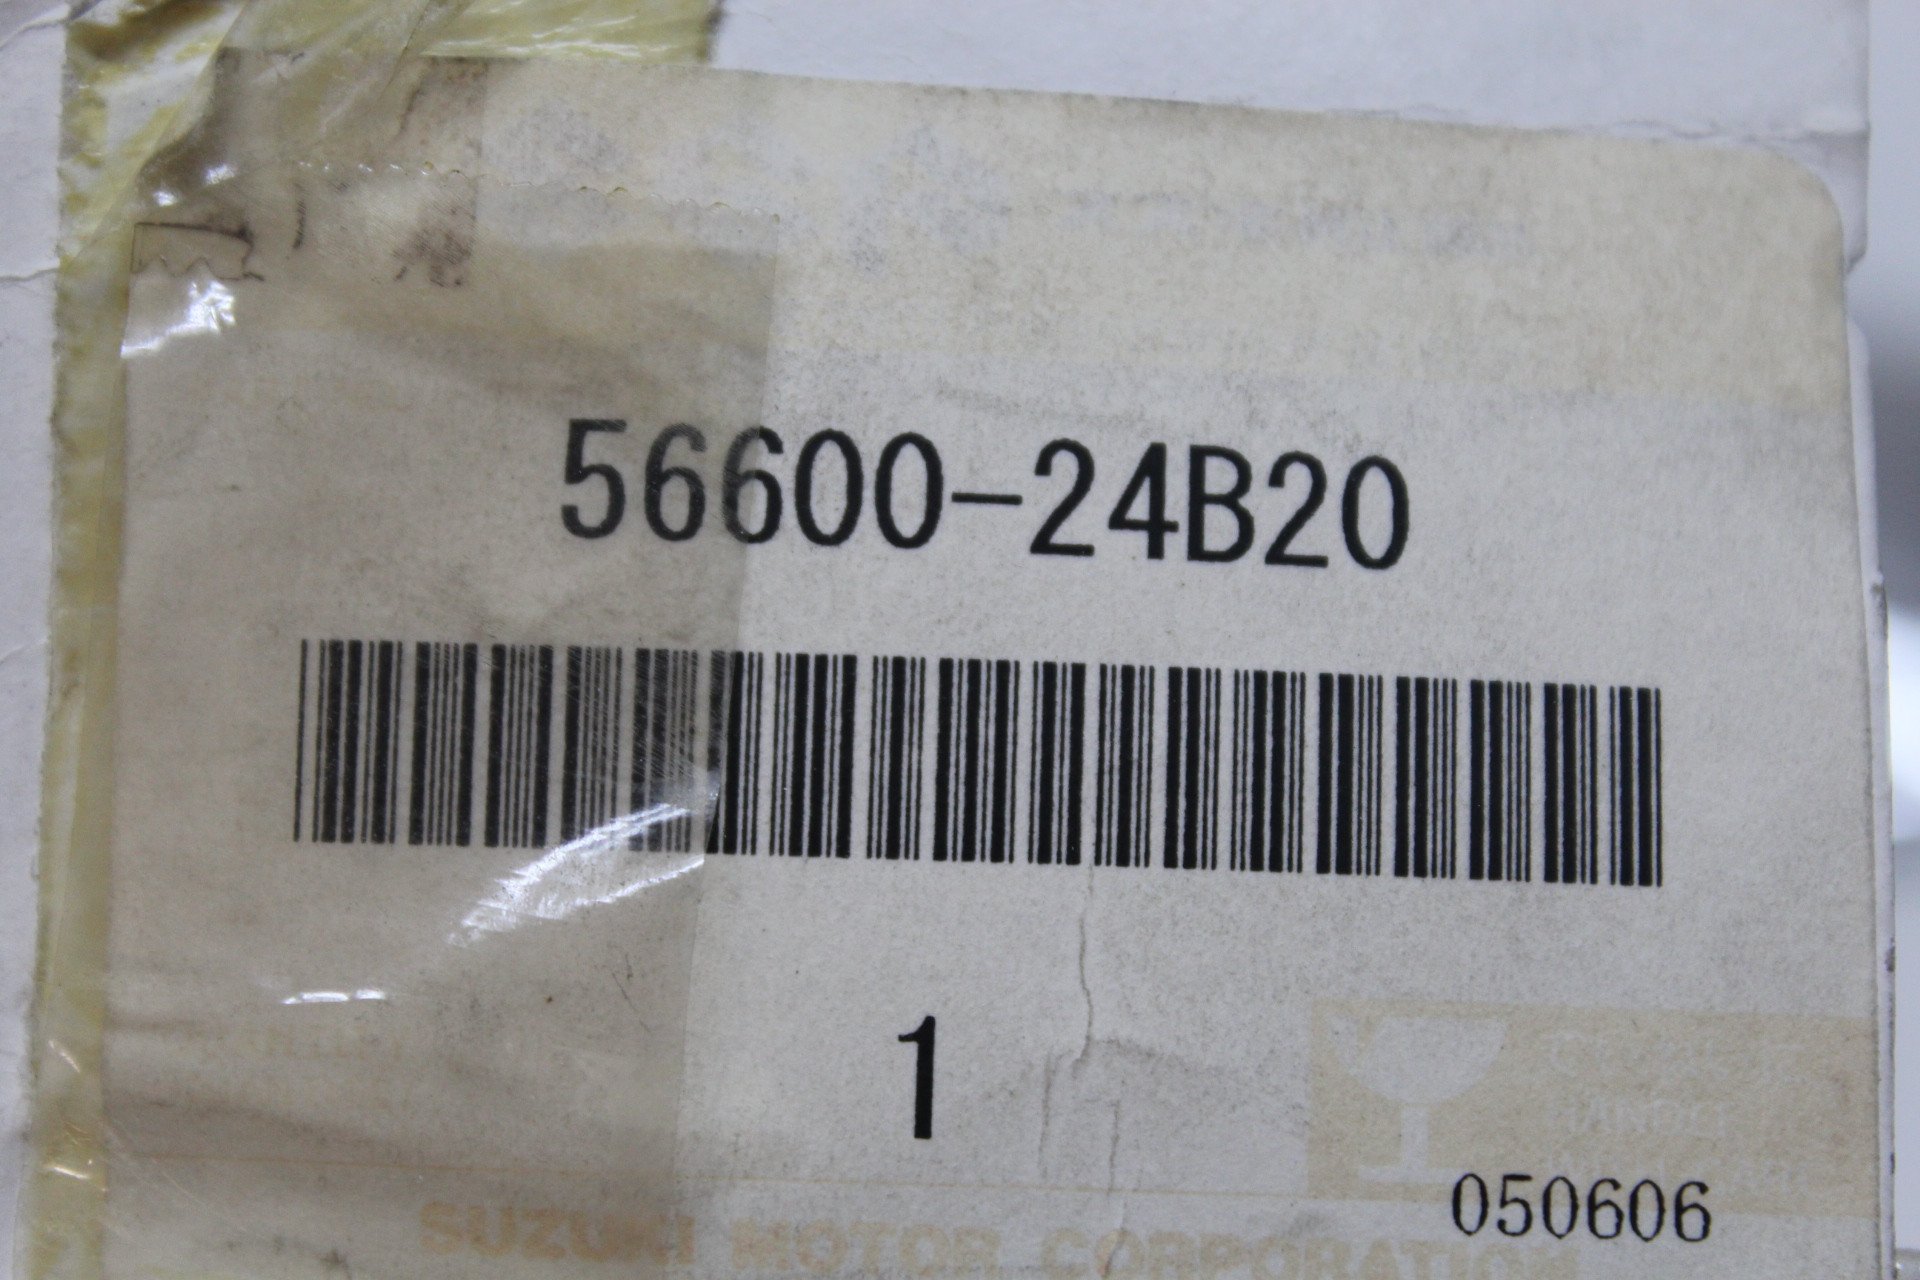 56600-24B20
1
050606
SUZUKI MOTOR CORPORATION